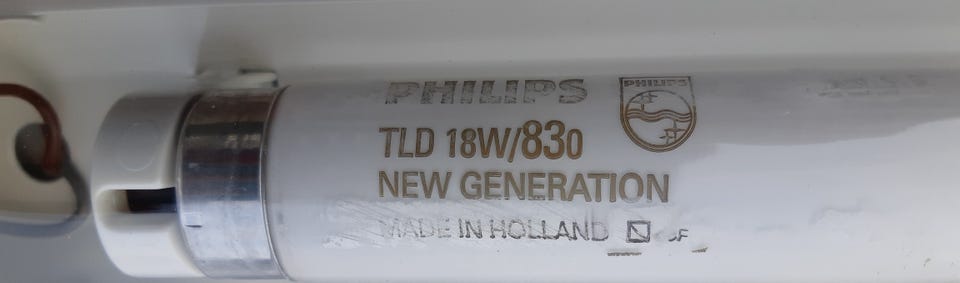 PHILIPS
PHILIPS
TLD 18W/830
NEW GENERATION
MADE IN HOLLAND